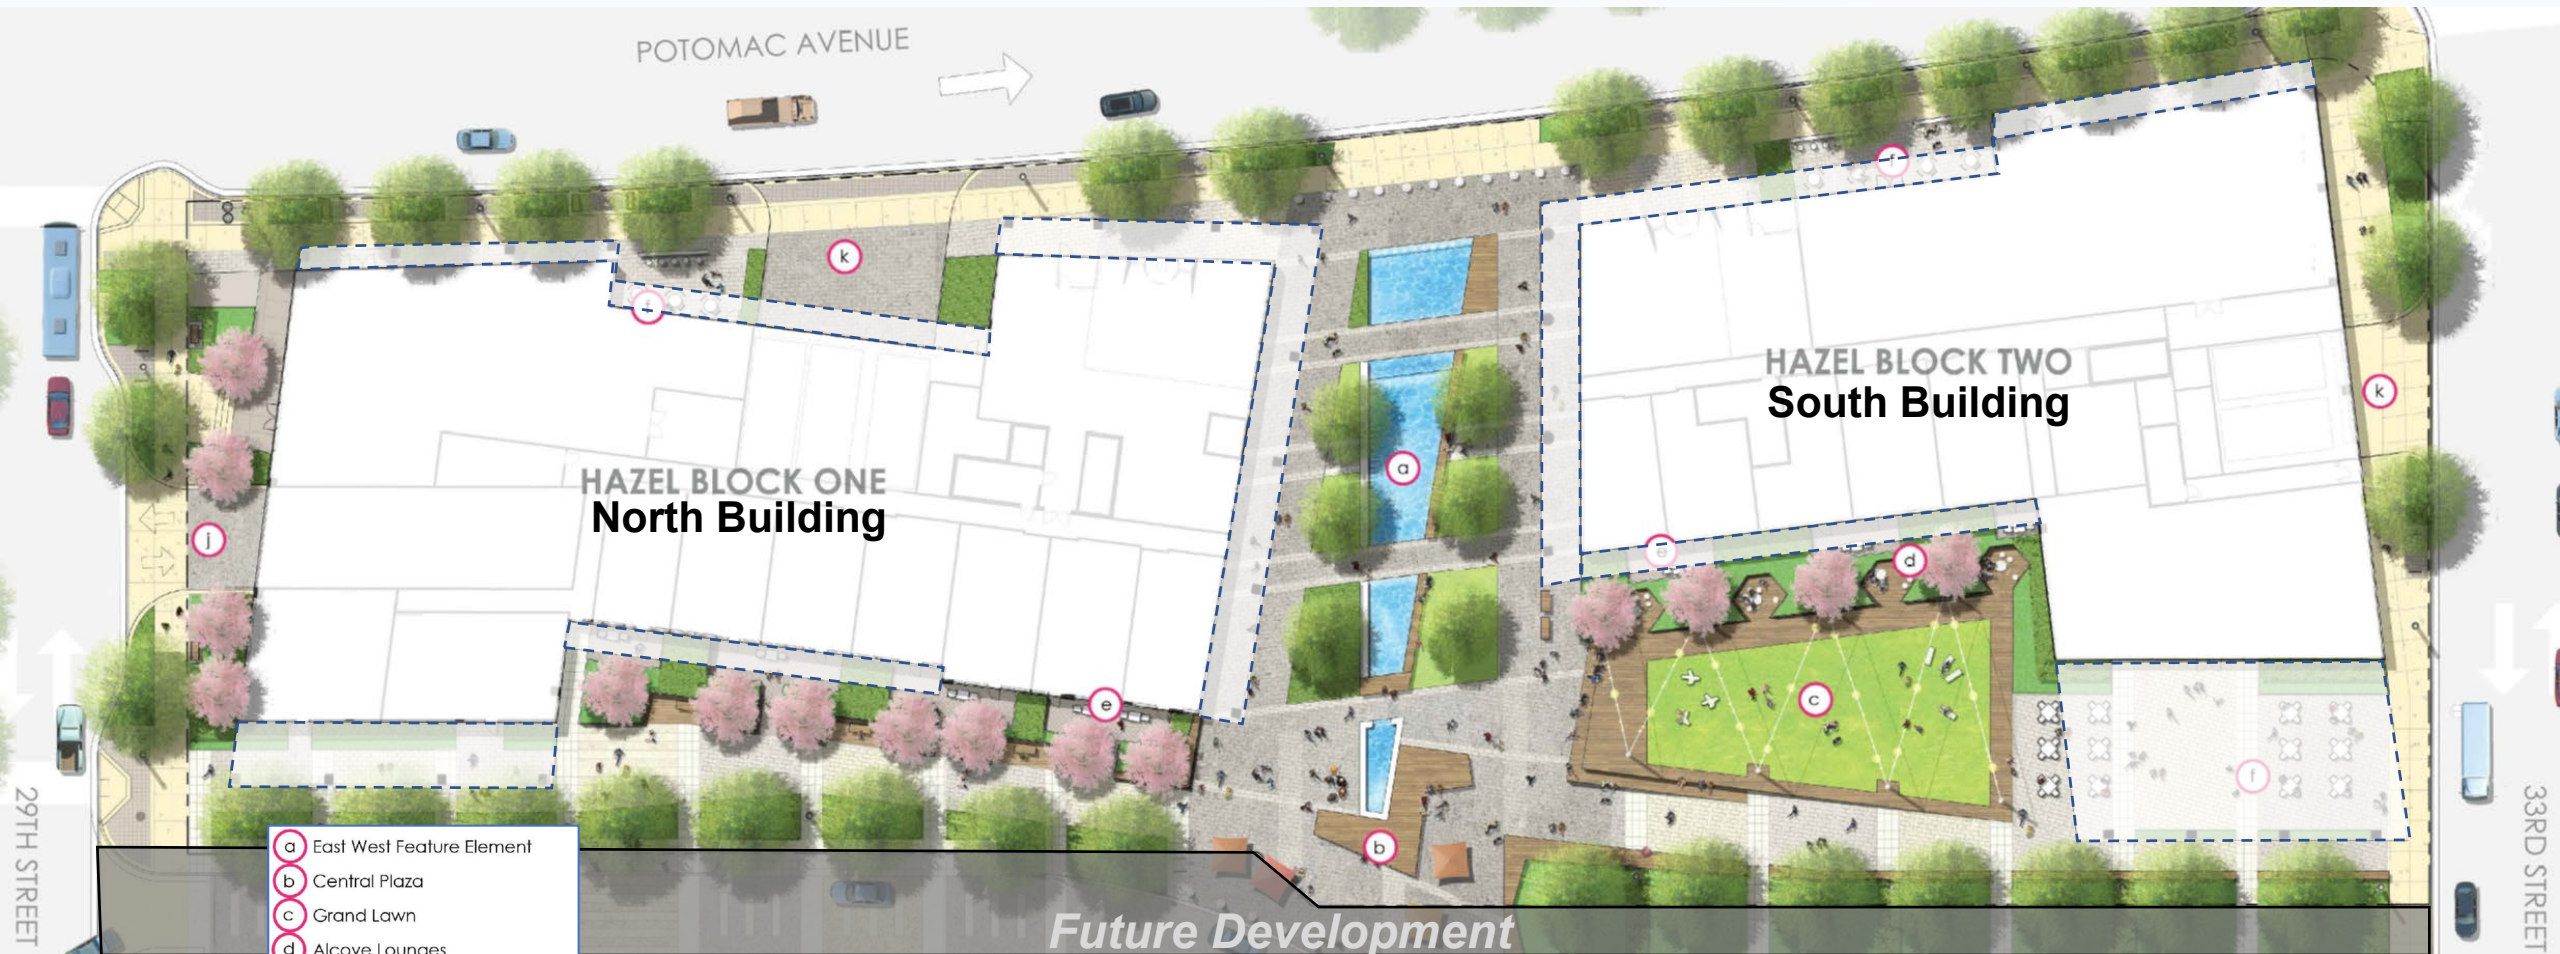 POTOMAC AVENUE
k
f
f
HAZEL BLOCK TWO
South Building
k
a
HAZEL BLOCK ONE
North Building
j
e
d
e
c
f
b
29TH STREET
33RD STREET
a East West Feature Element
b Central Plaza
c Grand Lawn
d Alcove Lounges
Future Development